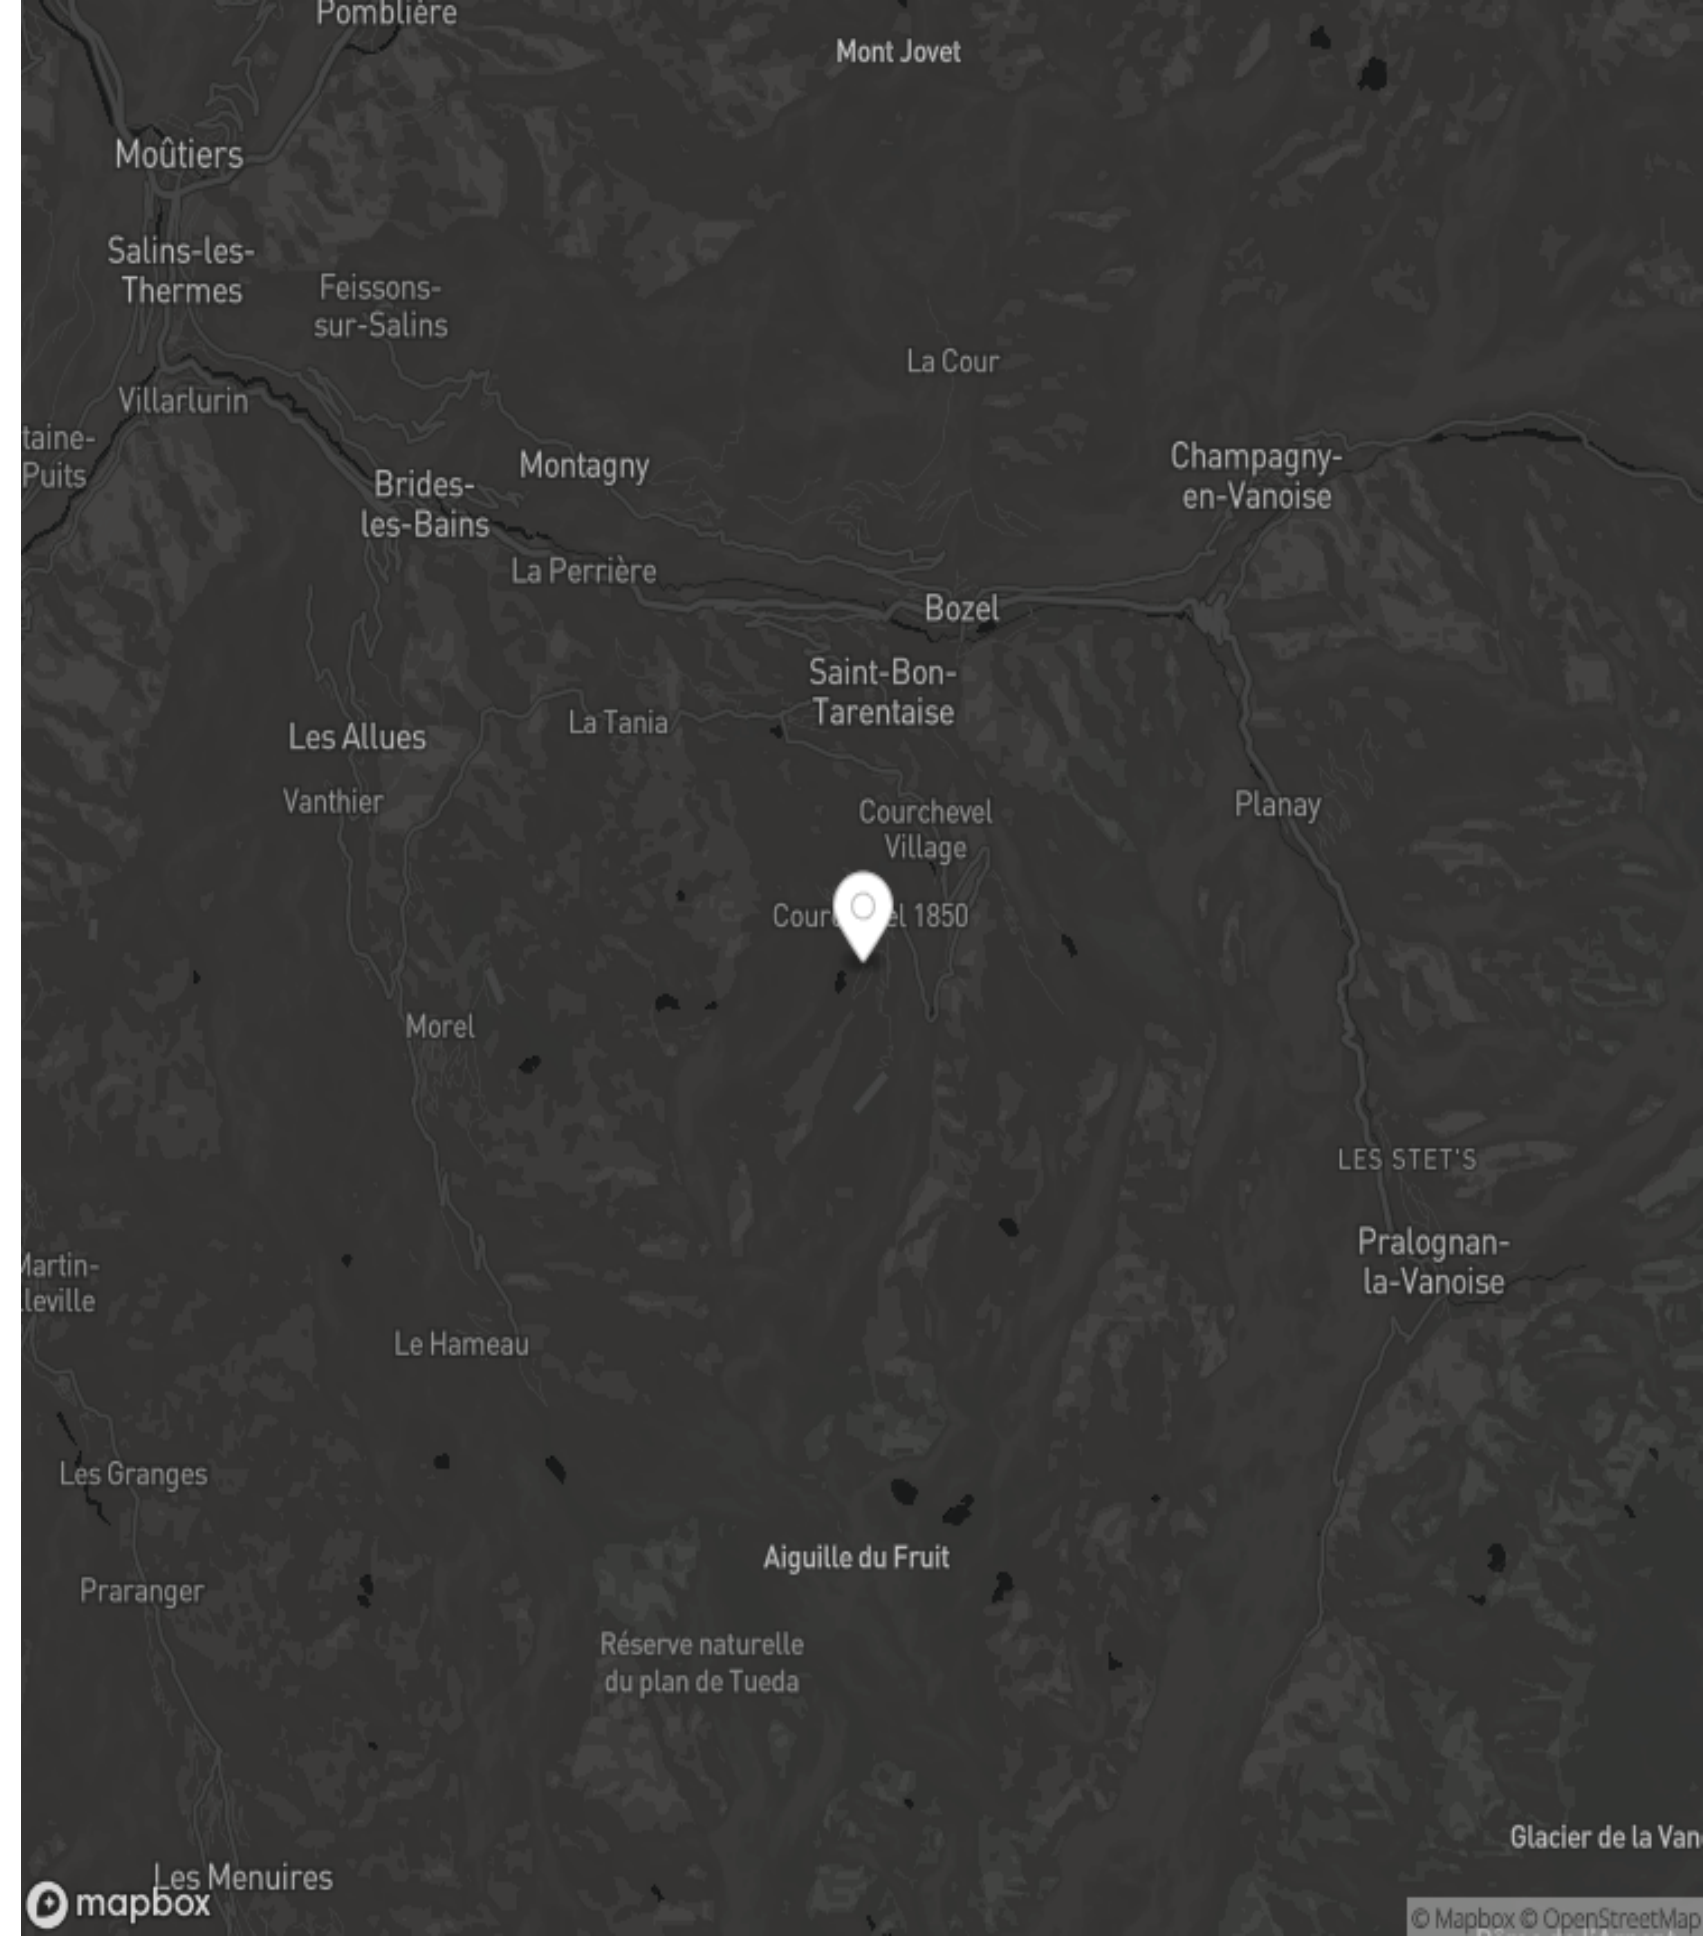 Pomblière
Mont Jovet
Moûtiers
Salins-les-
Thermes
Feissons-
sur-Salins
La Cour
Villarlurin
taine-
Puits
Montagny
Champagny-
en-Vanoise
Brides-
les-Bains
La Perrière
Bozel
Saint-Bon-
Tarentaise
La Tania
Les Allues
Vanthier
Courchevel
Village
Planay
1850
Morel
LES STET'S
Pralognan-
la-Vanoise
Martin-
lleville
Le Hameau
Les Granges
Aiguille du Fruit
Praranger
Réserve naturelle
du plan de Tueda
Glacier de la Van
Les Menuires
mapbox
© Mapbox © OpenStreetMap